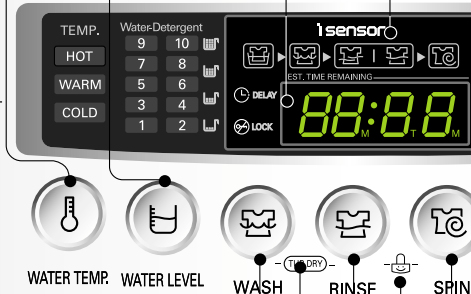 TEMP.
HOT
WARM
COLD
Water-Detergent
9 10
7 8
5 6
3 4
1 2
isensor
EST. TIME REMAINING
DELAY
LOCK
88:88
M T M
TUB DRY
WATER TEMP.
WATER LEVEL
WASH
RINSE
SPIN